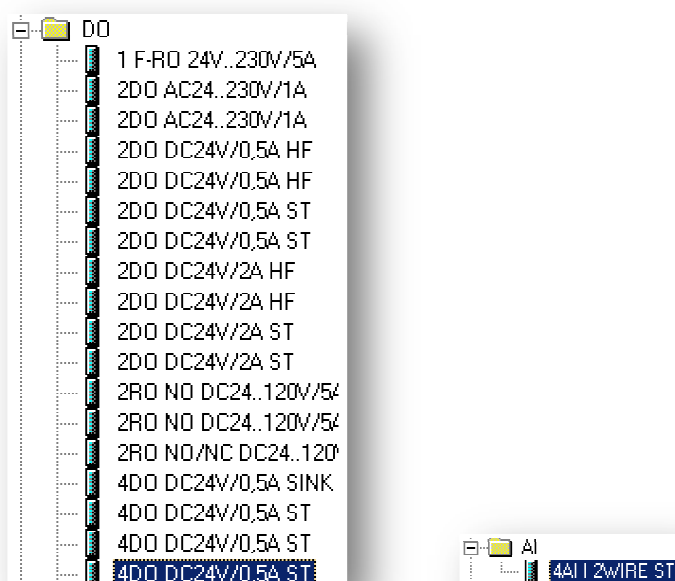 DO
1 F-RO 24V..230V/5A
2DO AC24..230V/1A
2DO AC24..230V/1A
2DO DC24V/0,5A HF
2DO DC24V/0,5A HF
2DO DC24V/0,5A ST
2DO DC24V/0,5A ST
2DO DC24V/2A HF
2DO DC24V/2A HF
2DO DC24V/2A ST
2DO DC24V/2A ST
2RO NO DC24..120V/5A
2RO NO DC24..120V/5A
2RO NO/NC DC24..120
4DO DC24V/0,5A SINK
4DO DC24V/0,5A ST
4DO DC24V/0,5A ST
4DO DC24V/0,5A ST
AI
4AI I 2WIRE ST